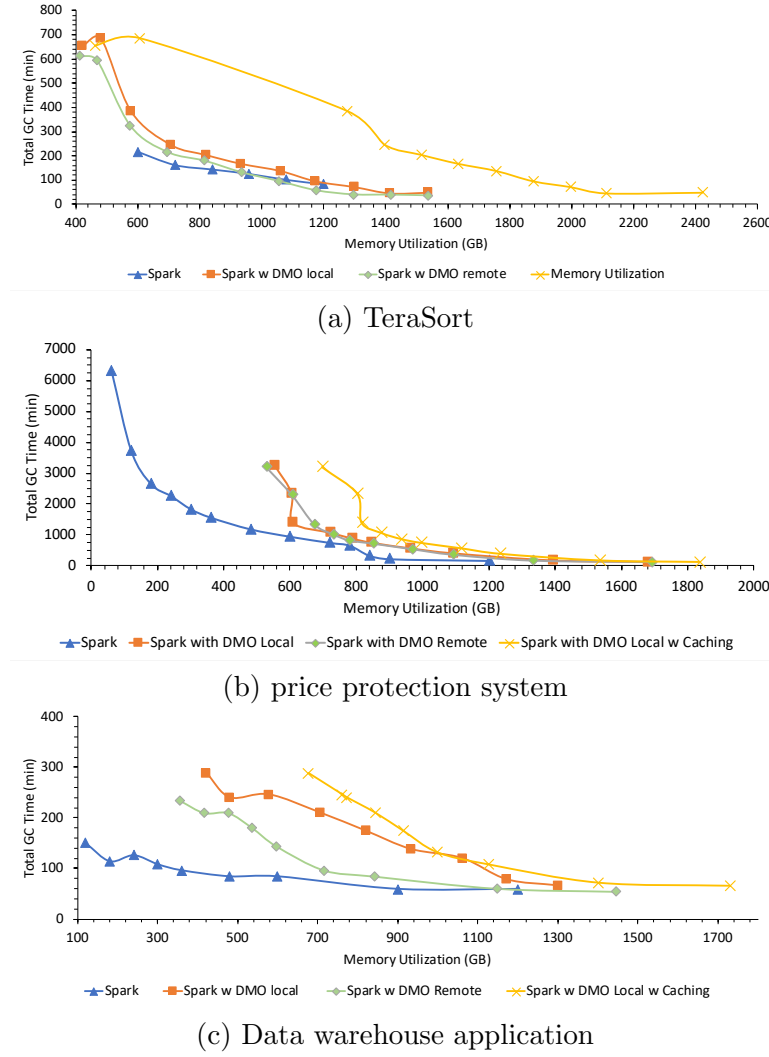 800
700
600
500
400
300
200
100
0
Total GC Time (min)
400 600 800 1000 1200 1400 1600 1800 2000 2200 2400 2600
Memory Utilization (GB)
Spark Spark w DMO local Spark w DMO remote Memory Utilization
(a) TeraSort
7000
6000
5000
4000
3000
2000
1000
0
Total GC Time (min)
0 200 400 600 800 1000 1200 1400 1600 1800 2000
Memory Utilization (GB)
Spark Spark with DMO Local Spark with DMO Remote Spark with DMO Local w Caching
(b) price protection system
400
300
200
100
0
Total GC Time (min)
100 300 500 700 900 1100 1300 1500 1700
Memory Utilization (GB)
Spark Spark w DMO local Spark w DMO Remote Spark w DMO Local w Caching
(c) Data warehouse application